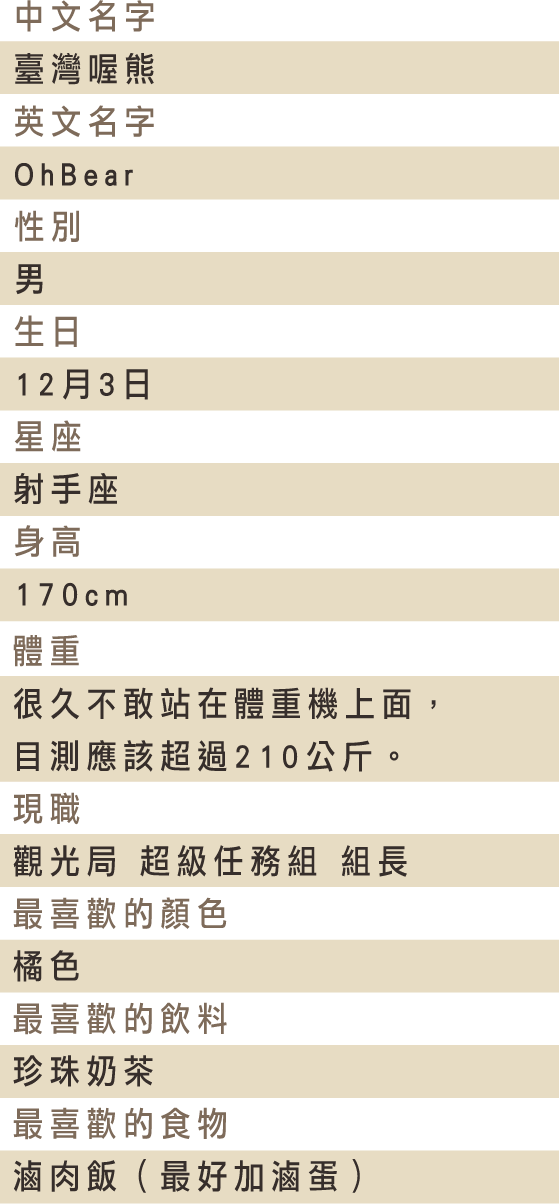 中文名字
臺灣喔熊
英文名字
OhBear
性別
男
生日
12月3日
星座
射手座
身高
170cm
體重
很久不敢站在體重機上面，
目測應該超過210公斤。
現職
觀光局 超級任務組 組長
最喜歡的顏色
橘色
最喜歡的飲料
珍珠奶茶
最喜歡的食物
滷肉飯（最好加滷蛋）